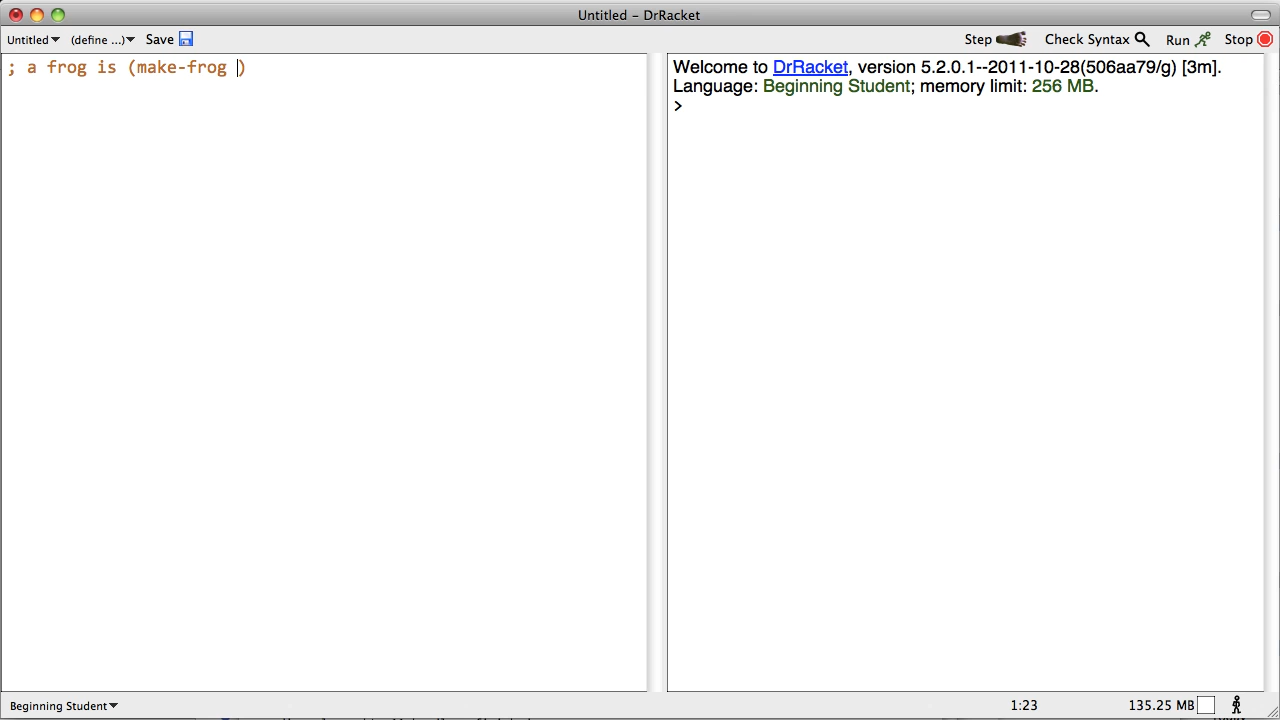 Untitled - DrRacket
Untitled (define ...) Save Step Check Syntax Run Stop
; a frog is (make-frog )
Welcome to DrRacket, version 5.2.0.1--2011-10-28(506aa79/g) [3m].
Language: Beginning Student; memory limit: 256 MB.
>
Beginning Student 1:23 135.25 MB